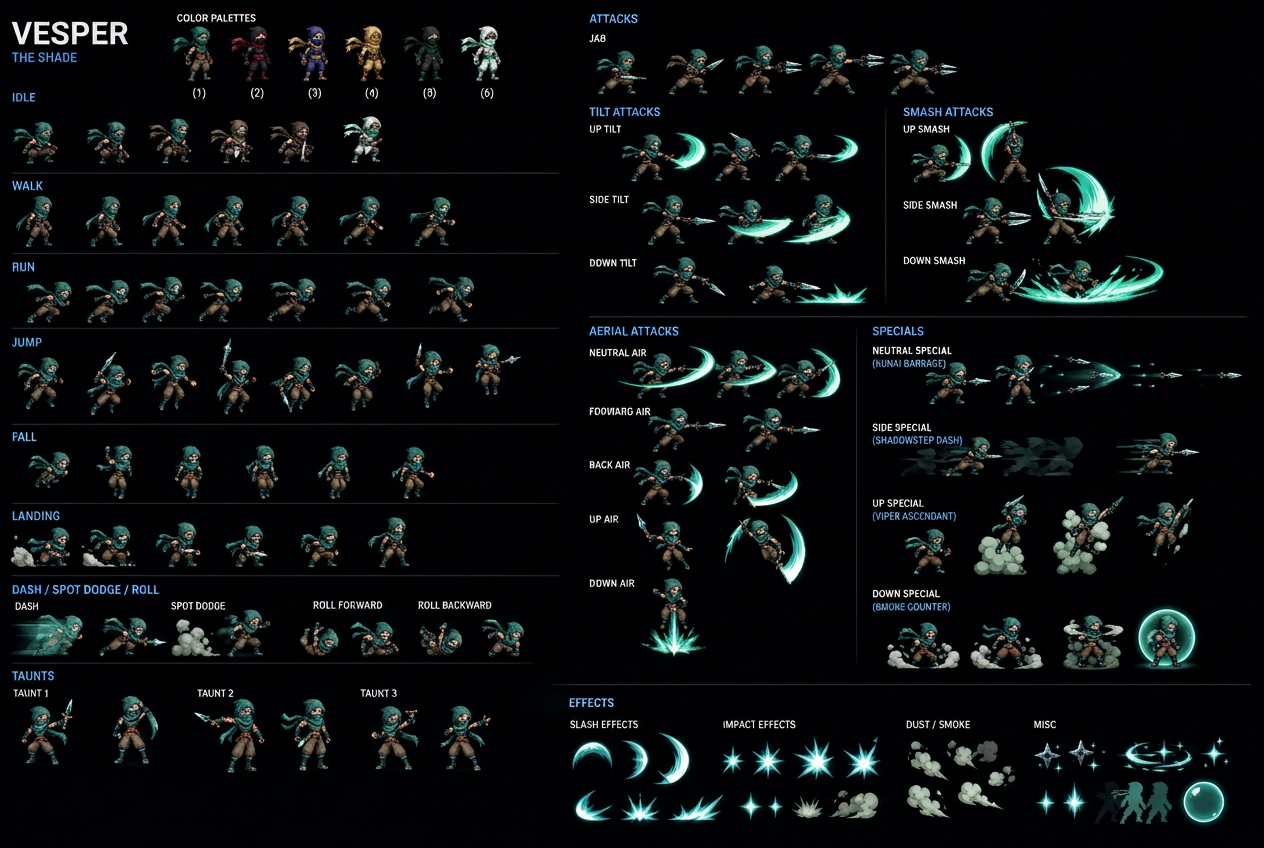 VESPER
THE SHADE
COLOR PALETTES
(1)
(2)
(3)
(4)
(8)
(6)
IDLE
WALK
RUN
JUMP
FALL
LANDING
DASH / SPOT DODGE / ROLL
DASH
SPOT DODGE
ROLL FORWARD
ROLL BACKWARD
TAUNTS
TAUNT 1
TAUNT 2
TAUNT 3
ATTACKS
JAB
TILT ATTACKS
UP TILT
SIDE TILT
DOWN TILT
SMASH ATTACKS
UP SMASH
SIDE SMASH
DOWN SMASH
AERIAL ATTACKS
NEUTRAL AIR
FOOWARG AIR
BACK AIR
UP AIR
DOWN AIR
SPECIALS
NEUTRAL SPECIAL
(KUNAI BARRAGE)
SIDE SPECIAL
(SHADOWSTEP DASH)
UP SPECIAL
(VIPER ASCENDANT)
DOWN SPECIAL
(SMOKE COUNTER)
EFFECTS
SLASH EFFECTS
IMPACT EFFECTS
DUST / SMOKE
MISC